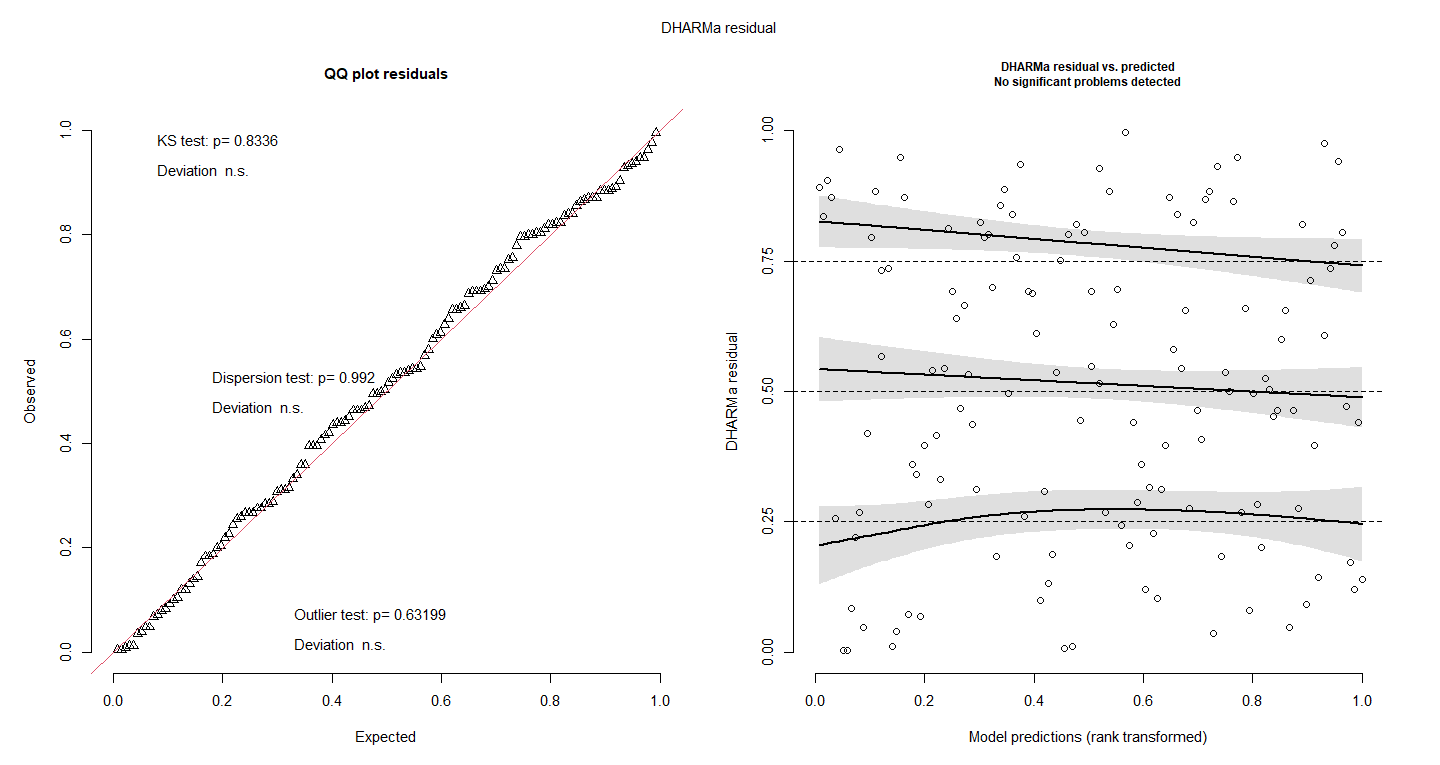 DHARMa residual
QQ plot residuals
KS test: p= 0.8336
Deviation n.s.
Dispersion test: p= 0.992
Deviation n.s.
Outlier test: p= 0.63199
Deviation n.s.
Observed
0.0
0.2
0.4
0.6
0.8
1.0
0.0 0.2 0.4 0.6 0.8 1.0
Expected
DHARMa residual vs. predicted
No significant problems detected
DHARMa residual
0.00
0.25
0.50
0.75
1.00
0.0 0.2 0.4 0.6 0.8 1.0
Model predictions (rank transformed)